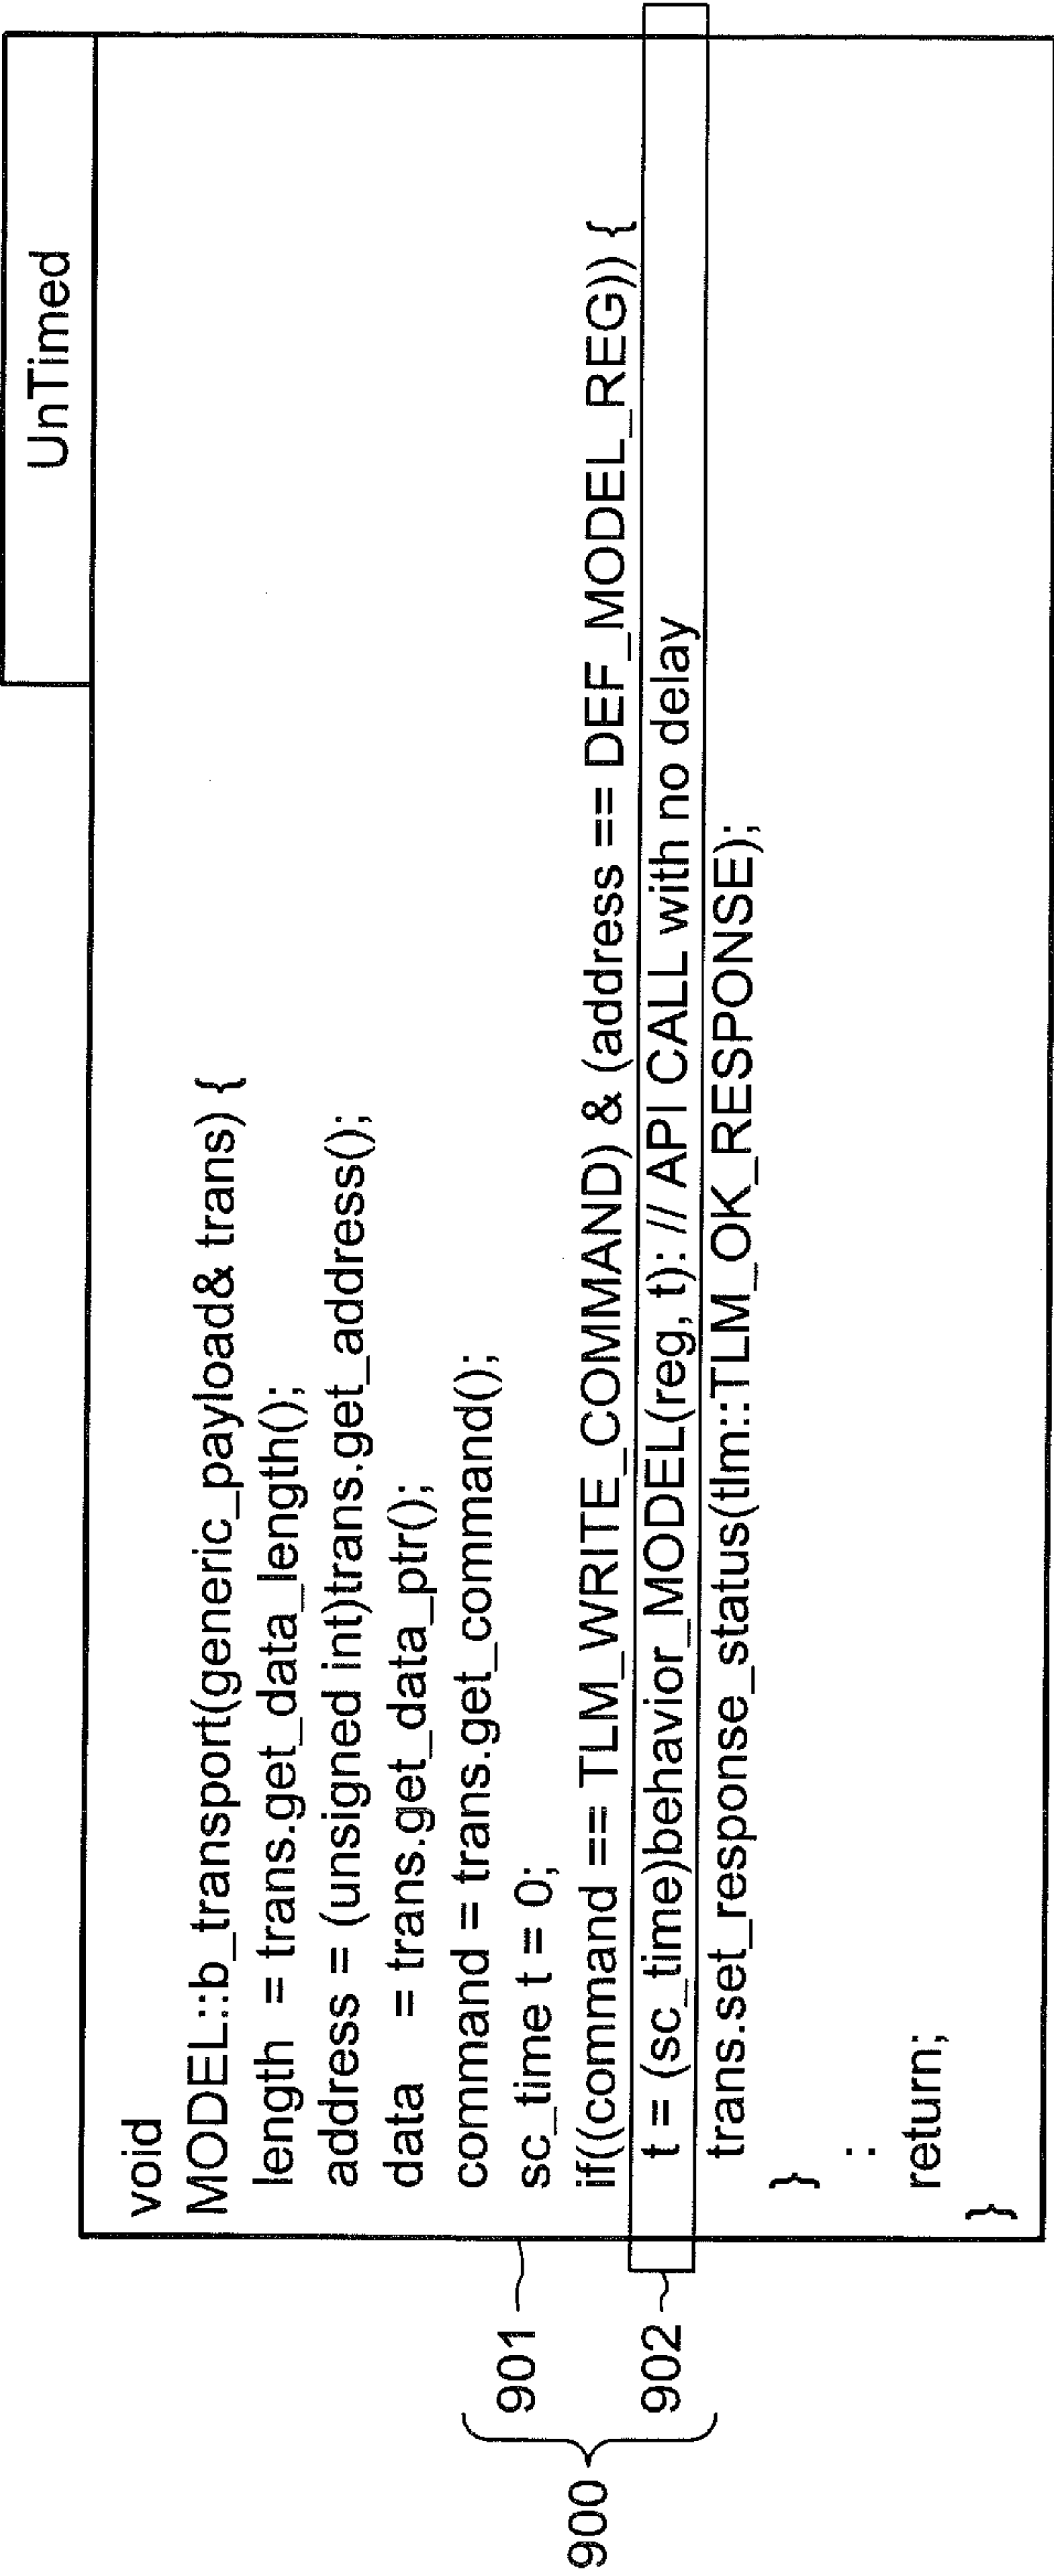 UnTimed
void
MODEL::b_transport(generic_payload& trans) {
length = trans.get_data_length();
address = (unsigned int)trans.get_address();
data = trans.get_data_ptr();
command = trans.get_command();
sc_time t = 0;
if((command == TLM_WRITE_COMMAND) & (address == DEF_MODEL_REG)) {
t = (sc_time)behavior_MODEL(reg, t): // API CALL with no delay
trans.set_response_status(tlm::TLM_OK_RESPONSE);
}
:
return;
}
900
901
902